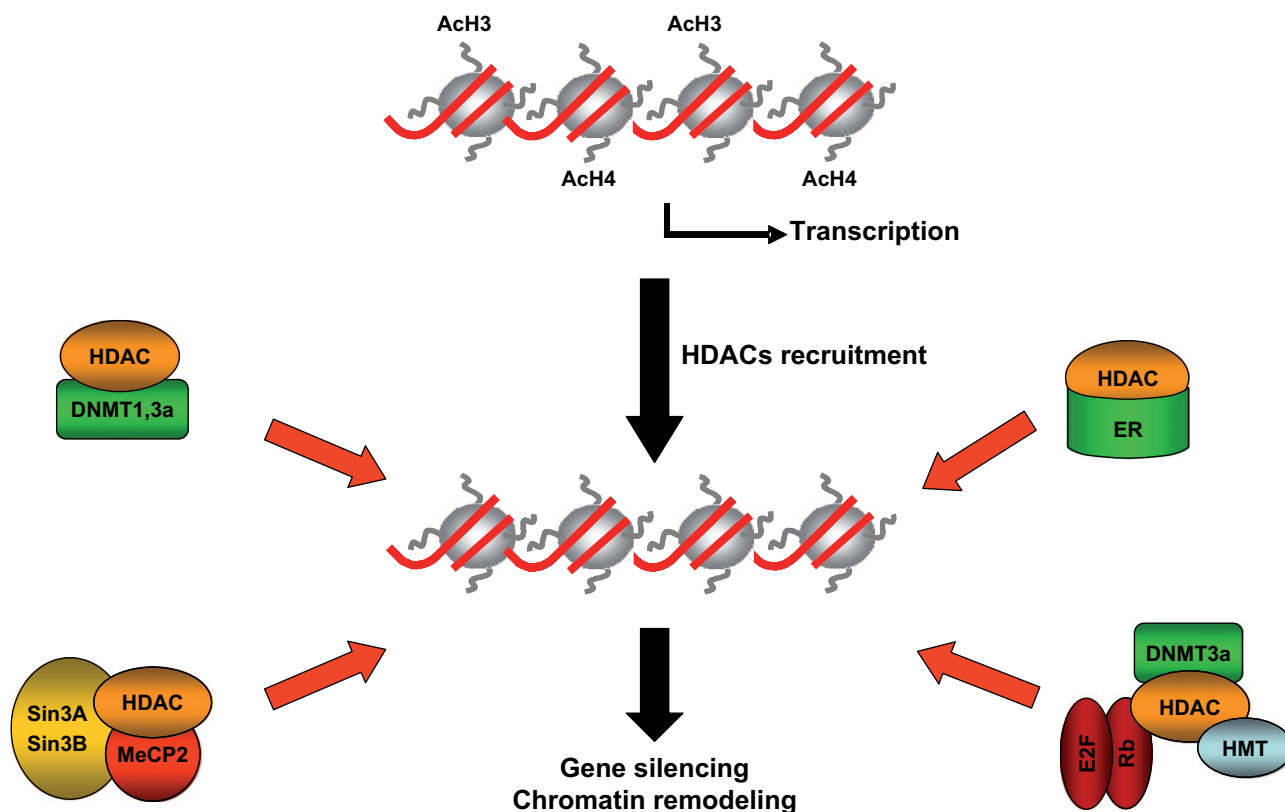 AcH3
AcH3
AcH4
AcH4
Transcription
HDACs recruitment
HDAC
DNMT1,3a
HDAC
ER
Sin3A
Sin3B
HDAC
MeCP2
DNMT3a
HDAC
HMT
E2F
Rb
Gene silencing
Chromatin remodeling